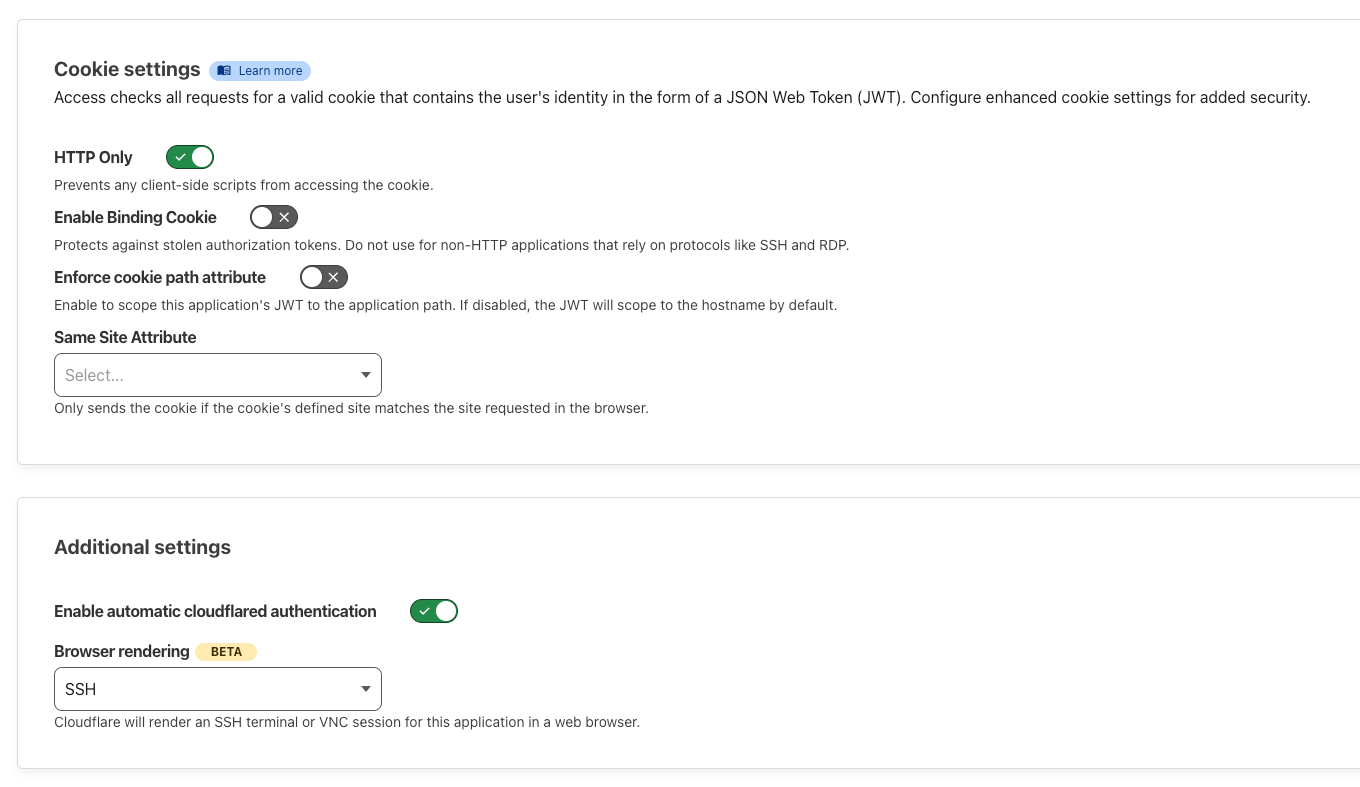 Cookie settings Learn more
Access checks all requests for a valid cookie that contains the user's identity in the form of a JSON Web Token (JWT). Configure enhanced cookie settings for added security.
HTTP Only
Prevents any client-side scripts from accessing the cookie.
Enable Binding Cookie
Protects against stolen authorization tokens. Do not use for non-HTTP applications that rely on protocols like SSH and RDP.
Enforce cookie path attribute
Enable to scope this application's JWT to the application path. If disabled, the JWT will scope to the hostname by default.
Same Site Attribute
Select...
Only sends the cookie if the cookie's defined site matches the site requested in the browser.
Additional settings
Enable automatic cloudflared authentication
Browser rendering BETA
SSH
Cloudflare will render an SSH terminal or VNC session for this application in a web browser.